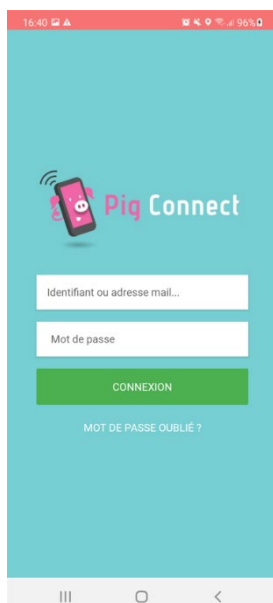 16:40 96%
Pig Connect
Identifiant ou adresse mail...
Mot de passe
CONNEXION
MOT DE PASSE OUBLIÉ ?